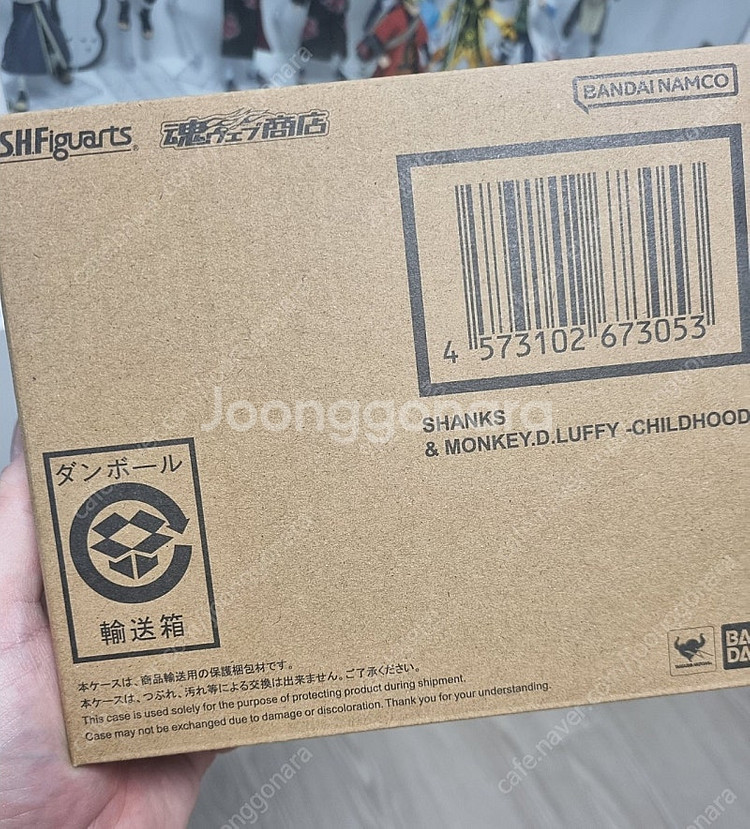 S.H.Figuarts
魂ウェブ商店
BANDAI NAMCO
4 573102 673053
SHANKS
& MONKEY.D.LUFFY -CHILDHOOD
Joonggonara
ダンボール
輸送箱
本ケースは、商品輸送用の保護梱包材です。
本ケースは、つぶれ、汚れ等による交換は出来ません。ご了承ください。
This case is used solely for the purpose of protecting product during shipment.
Case may not be exchanged due to damage or discoloration. Thank you for your understanding.
BAN
DA